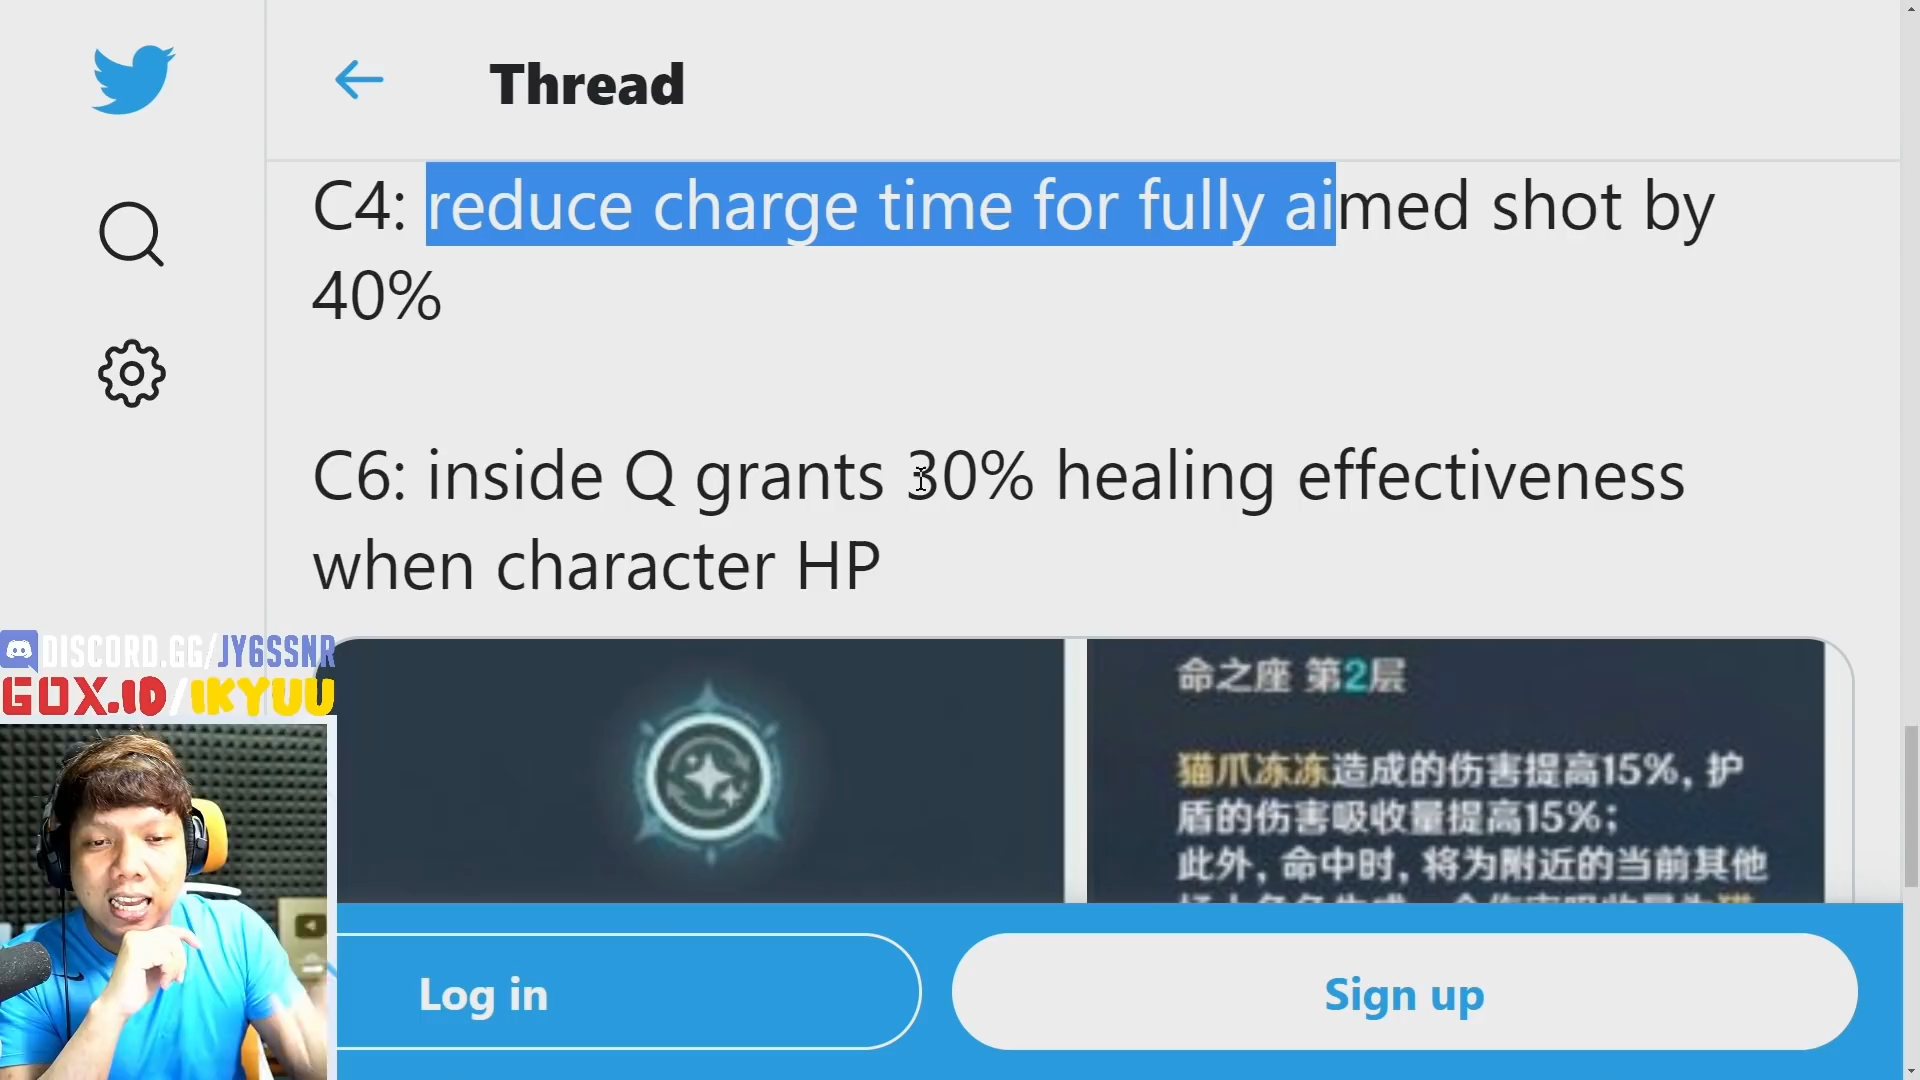 Thread
C4: reduce charge time for fully aimed shot by
40%
C6: inside Q grants 30% healing effectiveness
when character HP
DISCORD.GG/JY6SSNR
GOX.ID/IKYUU
命之座 第2层
猫爪冻冻造成的伤害提高15%，护
盾的伤害吸收量提高15%；
此外，命中时，将为附近的当前其他
Log in
Sign up